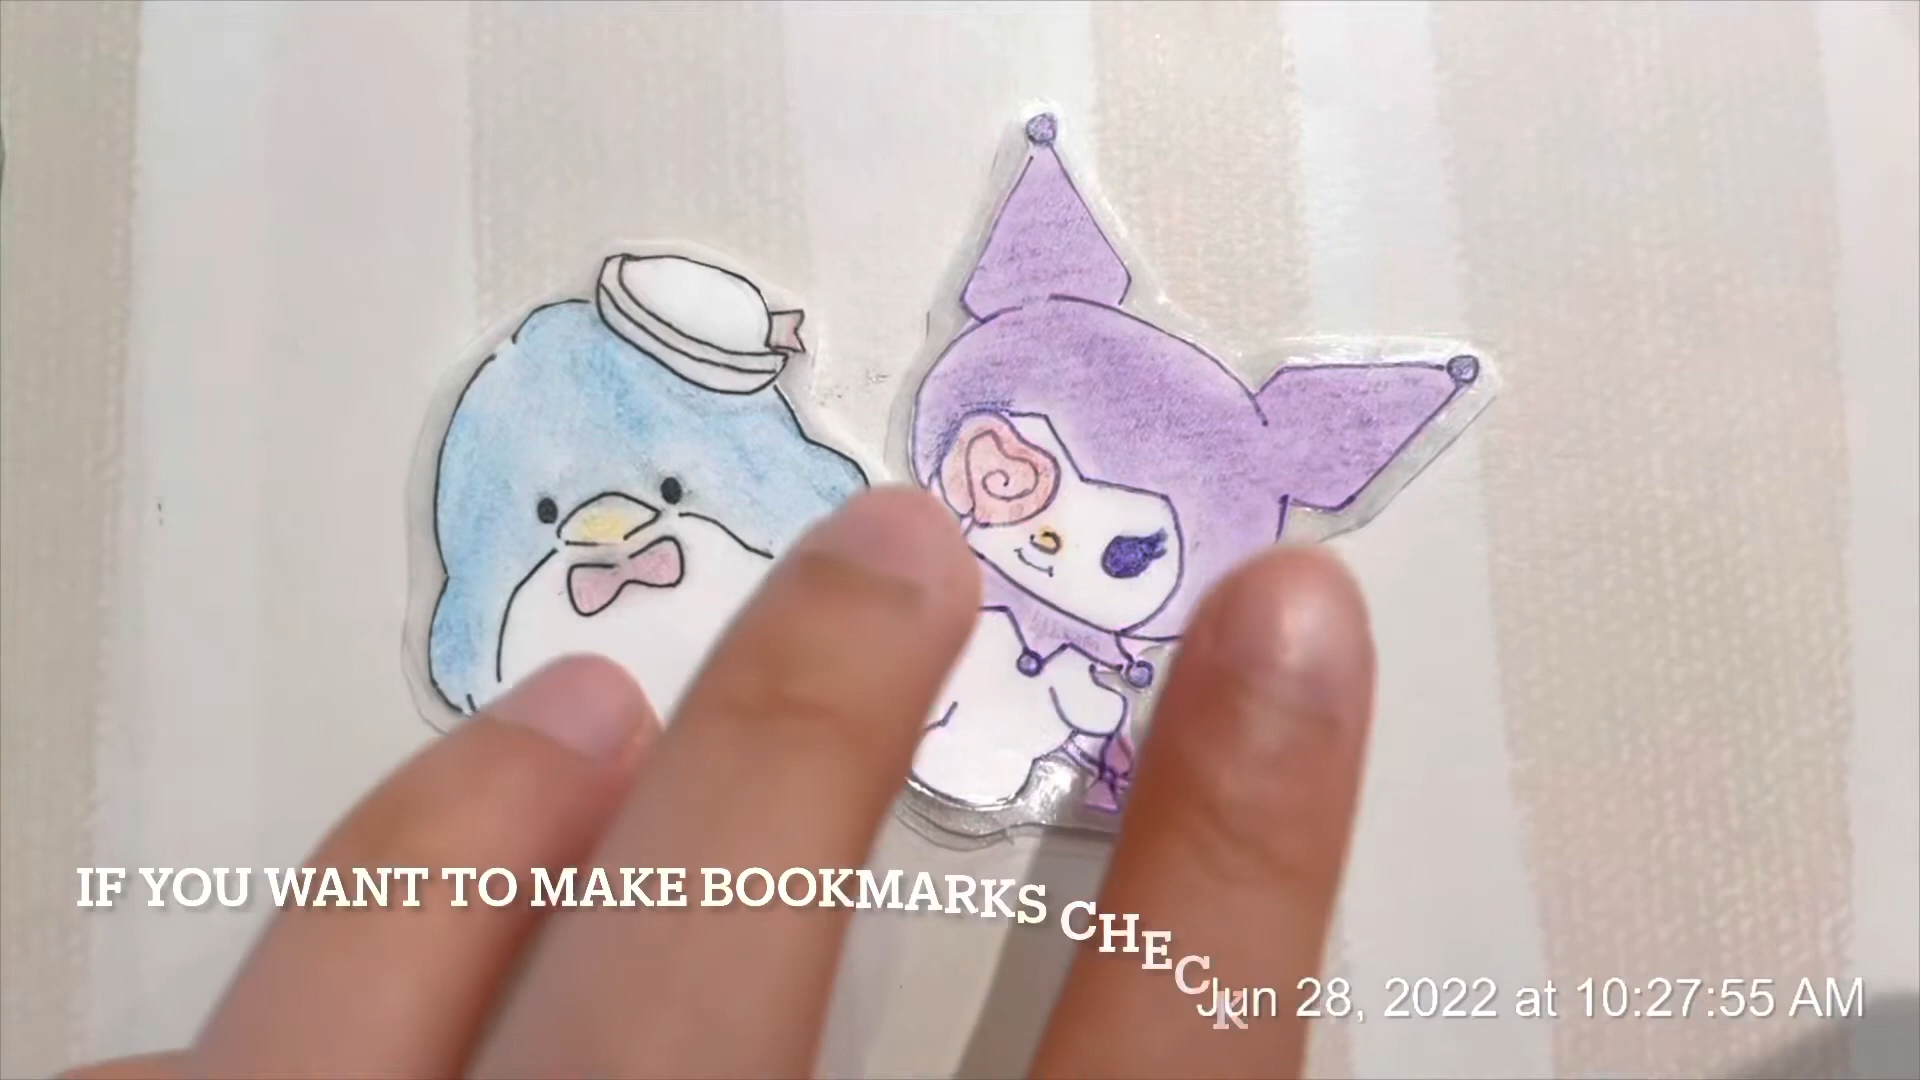 IF YOU WANT TO MAKE BOOKMARKS CHECK
Jun 28, 2022 at 10:27:55 AM